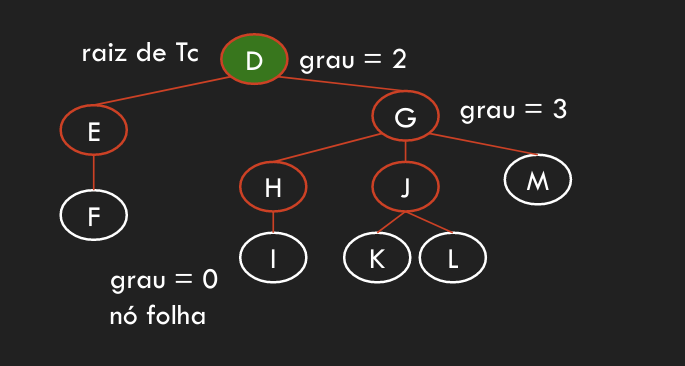 raiz de Tc
D
grau = 2
E
G
grau = 3
H
J
M
F
I
K
L
grau = 0
nó folha